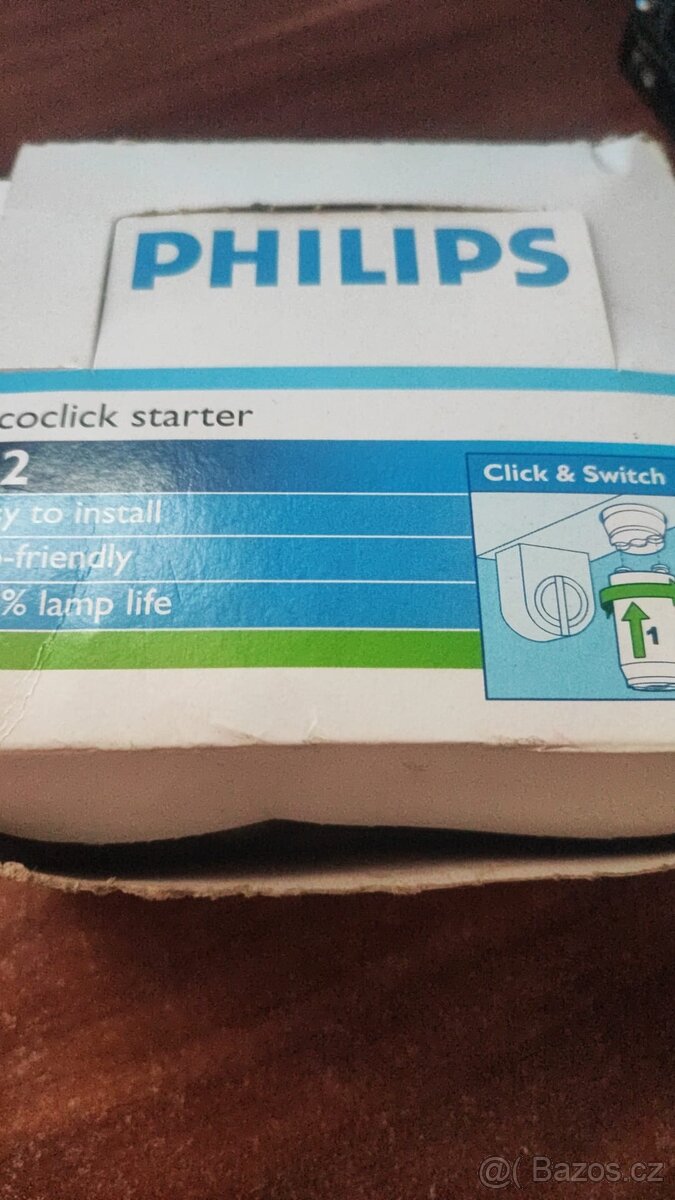 PHILIPS
coclick starter
2
y to install
-friendly
% lamp life
Click & Switch
1
@( Bazos.cz